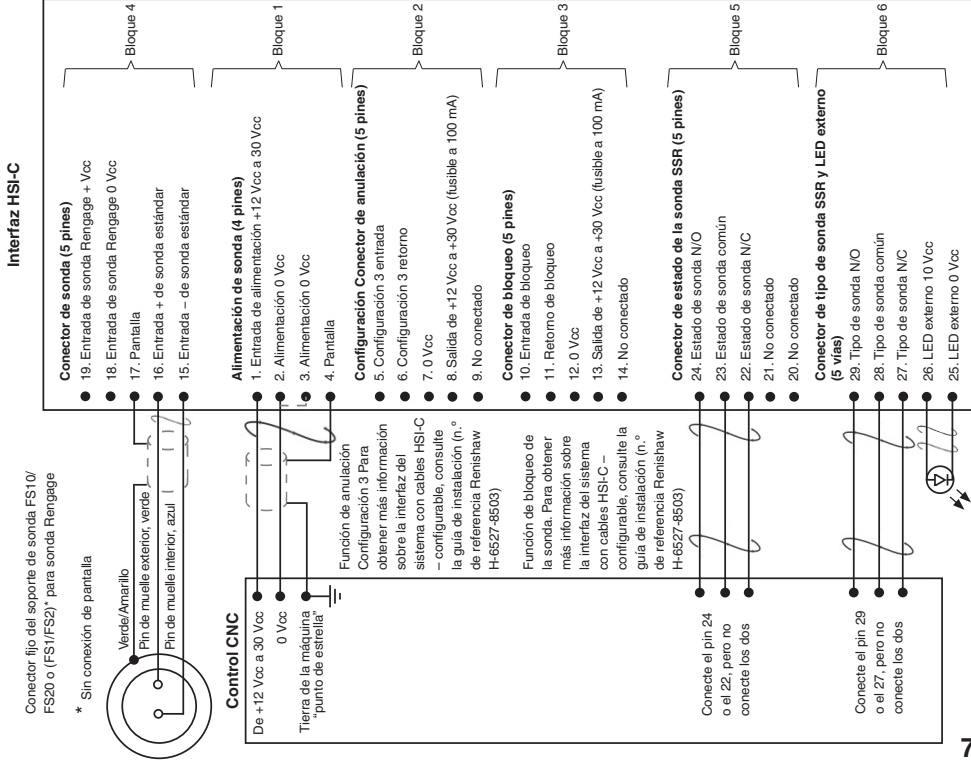 Interfaz HSI-C
Conector fijo del soporte de sonda FS10/
FS20 o (FS1/FS2)* para sonda Rengage
* Sin conexión de pantalla
Verde/Amarillo
Pin de muelle exterior, verde
Pin de muelle interior, azul
Conector de sonda (5 pines)
19. Entrada de sonda Rengage + Vcc
18. Entrada de sonda Rengage 0 Vcc
17. Pantalla
16. Entrada + de sonda estándar
15. Entrada – de sonda estándar
Bloque 4
Control CNC
De +12 Vcc a 30 Vcc
0 Vcc
Tierra de la máquina
"punto de estrella"
Alimentación de sonda (4 pines)
1. Entrada de alimentación +12 Vcc a 30 Vcc
2. Alimentación 0 Vcc
3. Alimentación 0 Vcc
4. Pantalla
Bloque 1
Función de anulación
Configuración 3 Para
obtener más información
sobre la interfaz del
sistema con cables HSI-C
– configurable, consulte
la guía de instalación (n.º
de referencia Renishaw
H-6527-8503)
Configuración Conector de anulación (5 pines)
5. Configuración 3 entrada
6. Configuración 3 retorno
7. 0 Vcc
8. Salida de +12 Vcc a +30 Vcc (fusible a 100 mA)
9. No conectado
Bloque 2
Función de bloqueo de
la sonda. Para obtener
más información sobre
la interfaz del sistema
con cables HSI-C –
configurable, consulte la
guía de instalación (n.º
de referencia Renishaw
H-6527-8503)
Conector de bloqueo (5 pines)
10. Entrada de bloqueo
11. Retorno de bloqueo
12. 0 Vcc
13. Salida de +12 Vcc a +30 Vcc (fusible a 100 mA)
14. No conectado
Bloque 3
Conecte el pin 24
o el 22, pero no
conecte los dos
Conector de estado de la sonda SSR (5 pines)
24. Estado de sonda N/O
23. Estado de sonda común
22. Estado de sonda N/C
21. No conectado
20. No conectado
Bloque 5
Conecte el pin 29
o el 27, pero no
conecte los dos
Conector de tipo de sonda SSR y LED externo
(5 vías)
29. Tipo de sonda N/O
28. Tipo de sonda común
27. Tipo de sonda N/C
26. LED externo 10 Vcc
25. LED externo 0 Vcc
Bloque 6
7